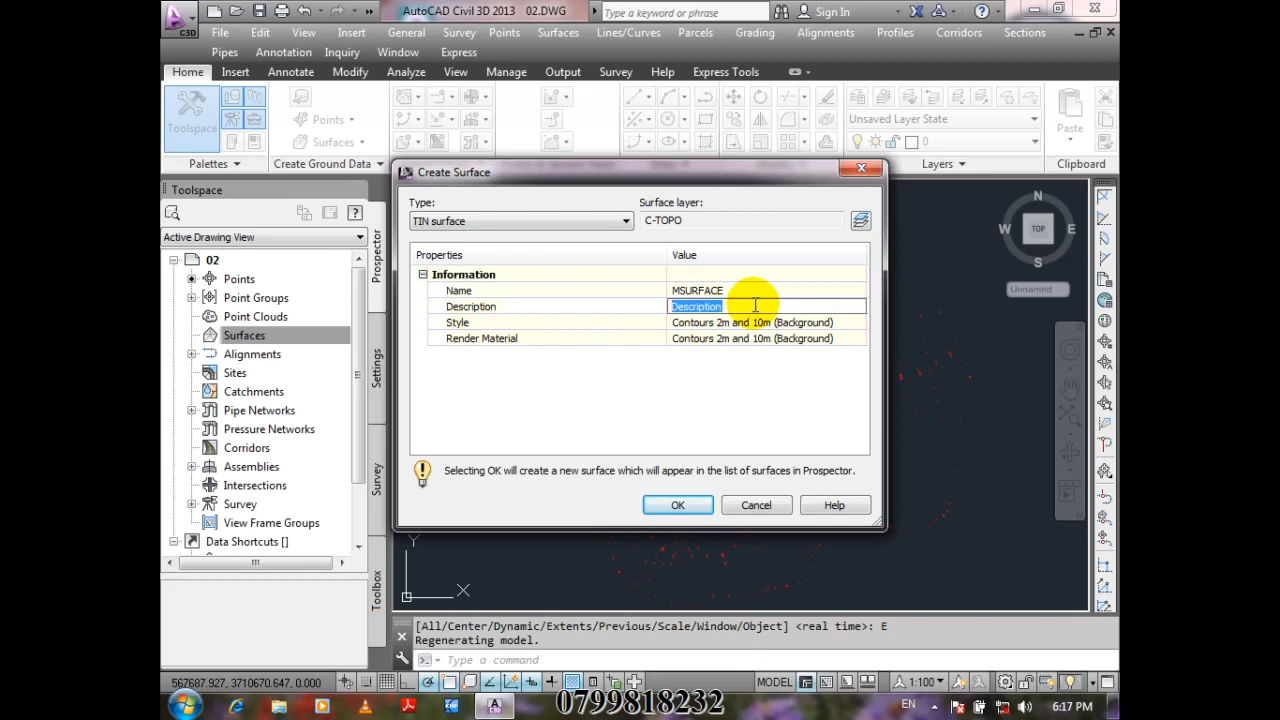 C3D
AutoCAD Civil 3D 2013 02.DWG
Type a keyword or phrase
Sign In
File Edit View Insert General Survey Points Surfaces Lines/Curves Parcels Grading Alignments Profiles Corridors Sections
Pipes Annotation Inquiry Window Express
Home Insert Annotate Modify Analyze View Manage Output Survey Help Express Tools
Toolspace
Points
Surfaces
Unsaved Layer State
0
Paste
Palettes
Create Ground Data
Layers
Clipboard
Toolspace
Active Drawing View
02
Points
Point Groups
Point Clouds
Surfaces
Alignments
Sites
Catchments
Pipe Networks
Pressure Networks
Corridors
Assemblies
Intersections
Survey
View Frame Groups
Data Shortcuts []
Prospector
Settings
Survey
Toolbox
Create Surface
Type:
Surface layer:
TIN surface
C-TOPO
Properties Value
Information
Name MSURFACE
Description Description
Style Contours 2m and 10m (Background)
Render Material Contours 2m and 10m (Background)
Selecting OK will create a new surface which will appear in the list of surfaces in Prospector.
OK Cancel Help
N
W TOP E
S
Unnamed
Y
X
[All/Center/Dynamic/Extents/Previous/Scale/Window/Object] <real time>: E
Regenerating model.
Type a command
567687.927, 3710670.647, 0.000
MODEL
1:100
0799818232
EN
6:17 PM